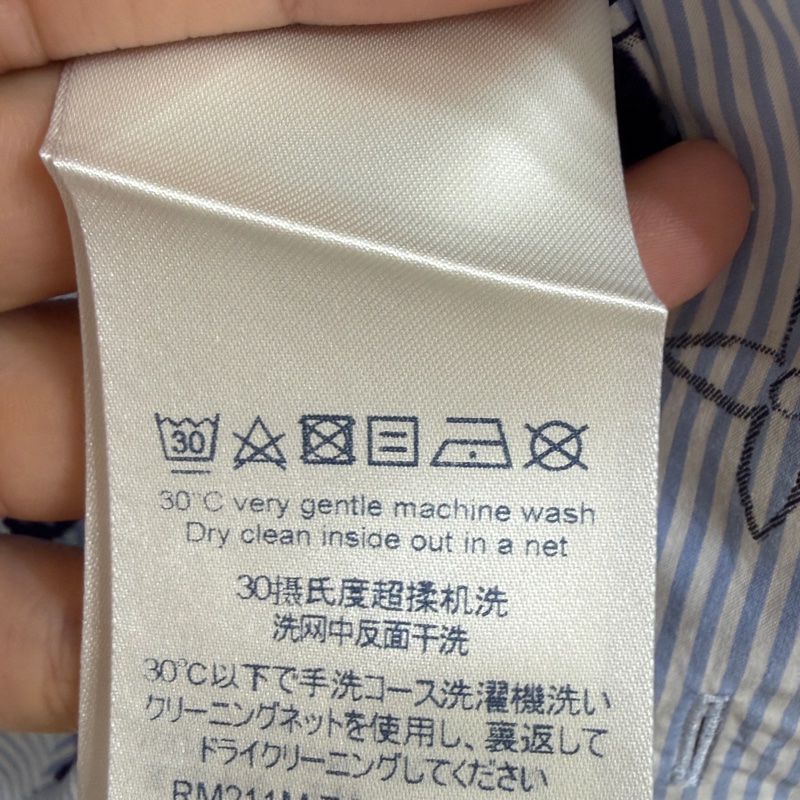 30
30°C very gentle machine wash
Dry clean inside out in a net
30摄氏度超揉机洗
洗网中反面干洗
30℃以下で手洗コース洗濯機洗い
クリーニングネットを使用し、裏返して
ドライクリーニングしてください